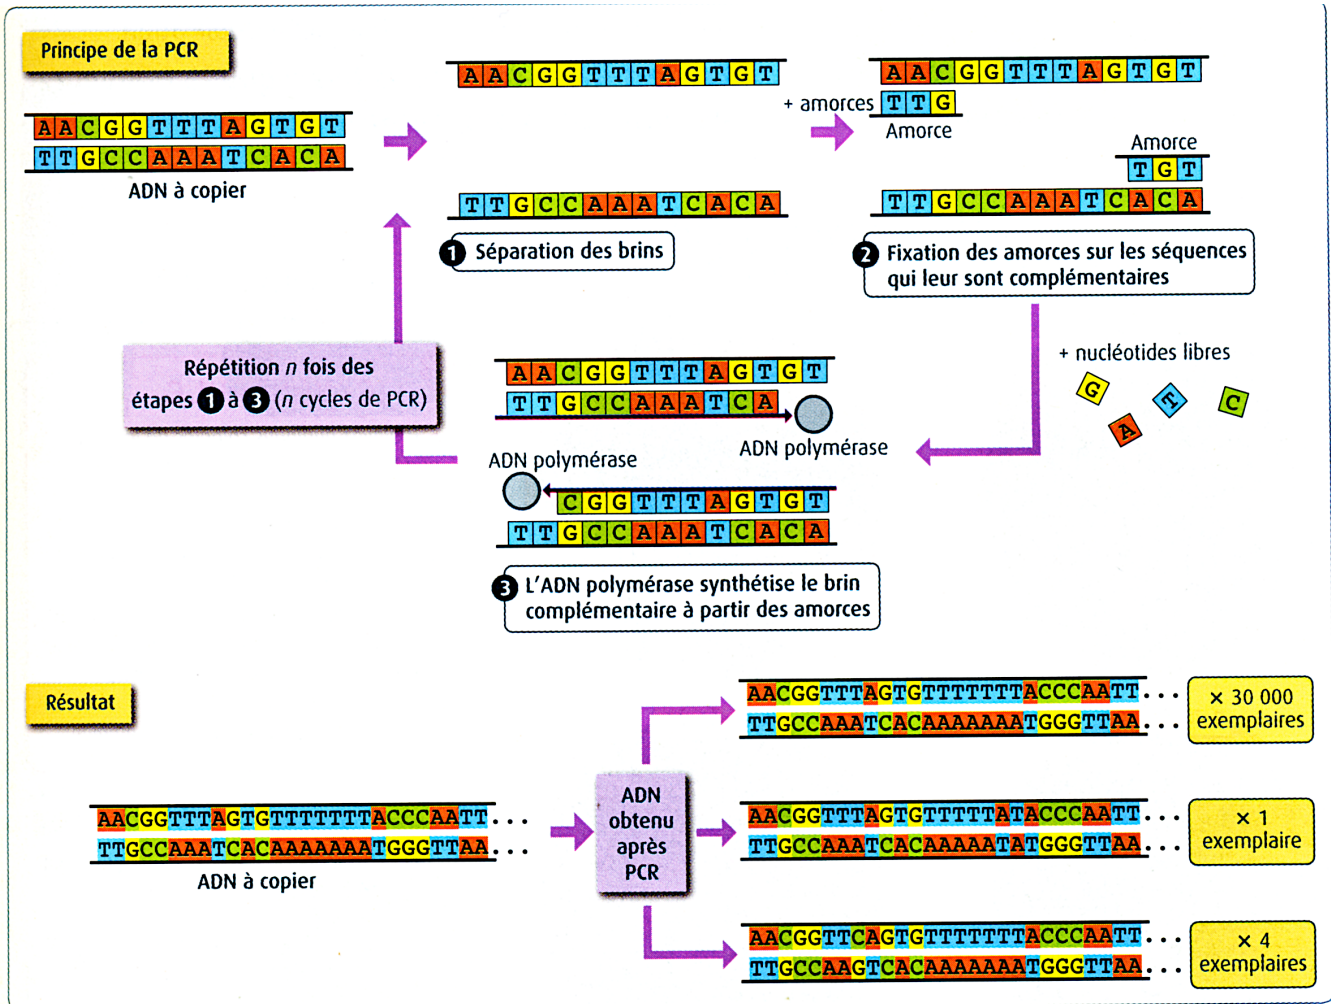 Principe de la PCR
AACGGTTTAGTGT
TTGCCAAATCACA
ADN à copier
AACGGTTTAGTGT
TTGCCAAATCACA
1 Séparation des brins
+ amorces
AACGGTTTAGTGT
TTG
Amorce
Amorce
TGT
TTGCCAAATCACA
2 Fixation des amorces sur les séquences
qui leur sont complémentaires
+ nucléotides libres
G
A
T
C
AACGGTTTAGTGT
TTGCCAAATCA
ADN polymérase
ADN polymérase
CGGTTTAGTGT
TTGCCAAATCACA
3 L'ADN polymérase synthétise le brin
complémentaire à partir des amorces
Répétition n fois des
étapes 1 à 3 (n cycles de PCR)
Résultat
AACGGTTTAGTGTTTTTTTACCCAATT...
TTGCCAAATCACAAAAAAATGGGTTAA...
ADN à copier
ADN
obtenu
après
PCR
AACGGTTTAGTGTTTTTTTACCCAATT...
TTGCCAAATCACAAAAAAATGGGTTAA...
× 30 000
exemplaires
AACGGTTTAGTGTTTTTATACCCAATT...
TTGCCAAATCACAAAAATATGGGTTAA...
× 1
exemplaire
AACGGTTCAGTGTTTTTTTACCCAATT...
TTGCCAAGTCACAAAAAAATGGGTTAA...
× 4
exemplaires